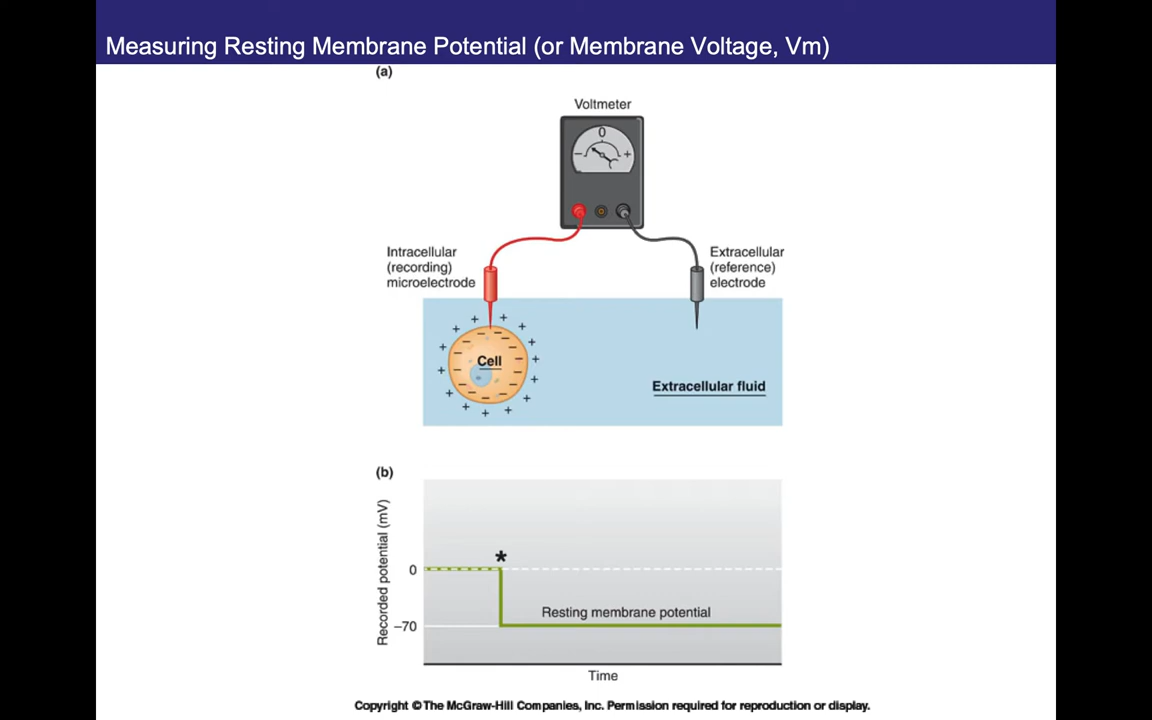 Measuring Resting Membrane Potential (or Membrane Voltage, Vm)
(a)
Voltmeter
0
− +
Intracellular
(recording)
microelectrode
Extracellular
(reference)
electrode
Cell
Extracellular fluid
(b)
Recorded potential (mV)
*
0
Resting membrane potential
−70
Time
Copyright © The McGraw-Hill Companies, Inc. Permission required for reproduction or display.